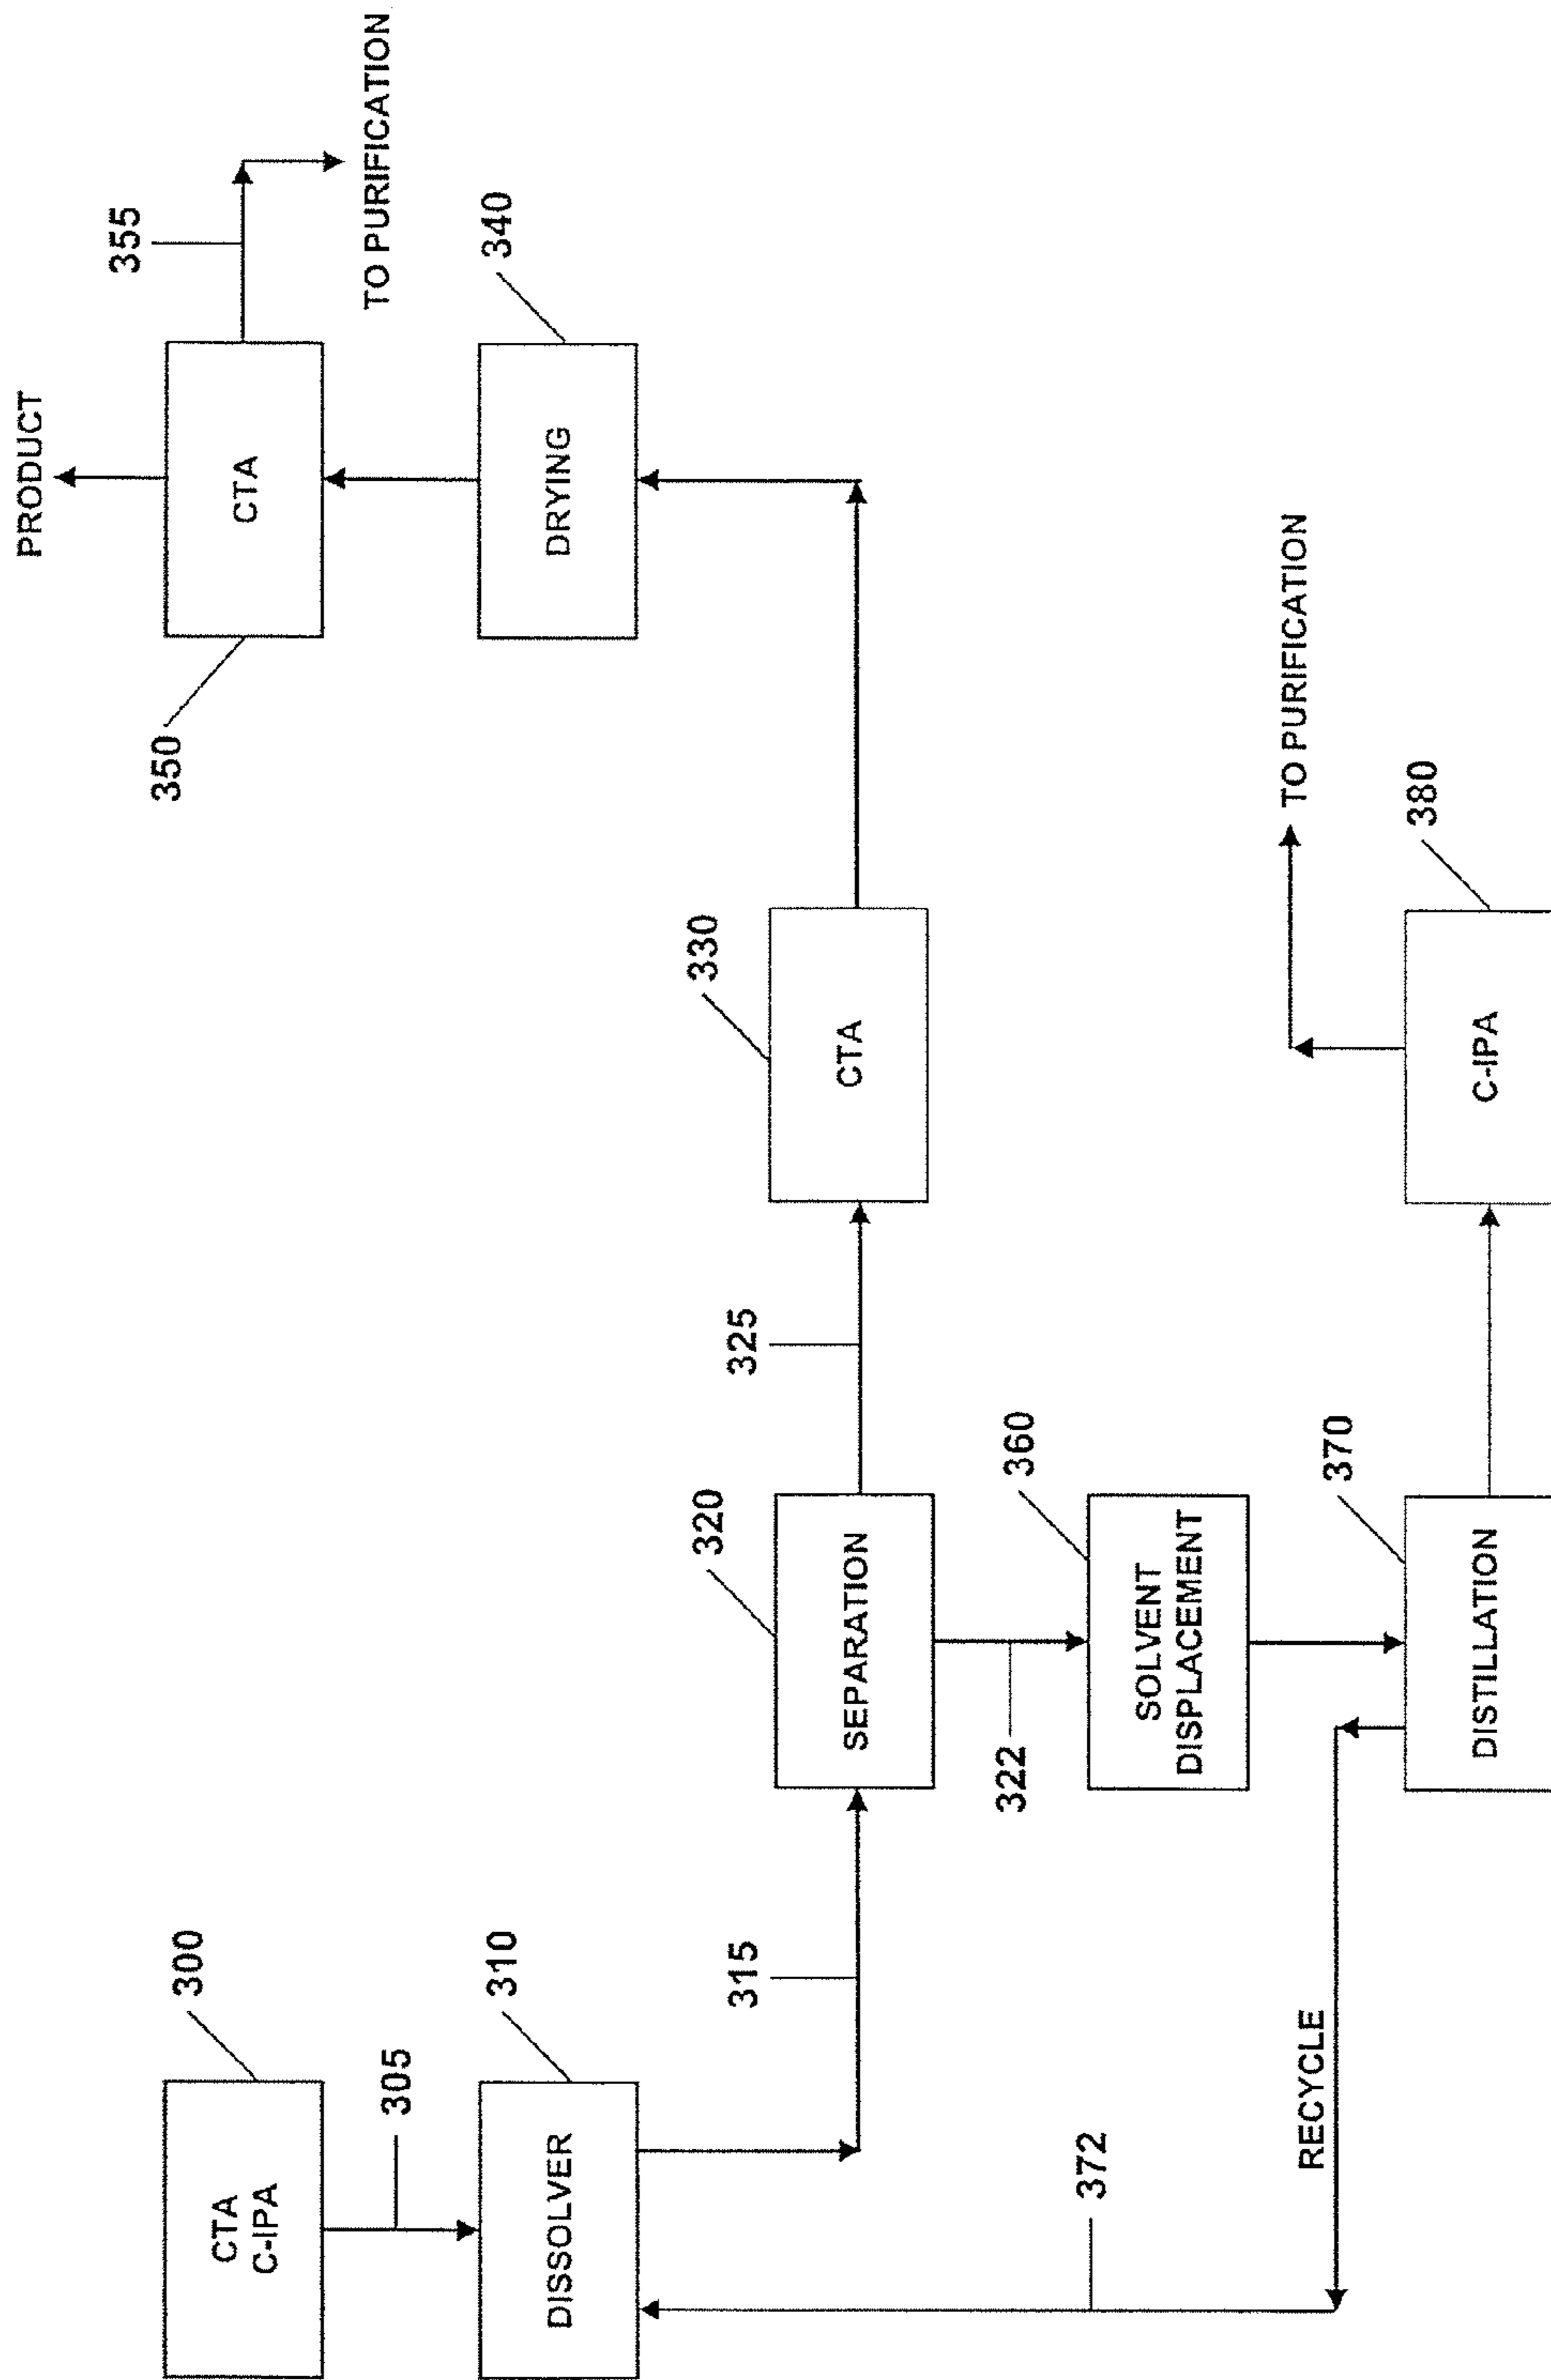 300
CTA
C-IPA
305
310
DISSOLVER
315
320
SEPARATION
325
330
CTA
340
DRYING
350
CTA
PRODUCT
355
TO PURIFICATION
322
360
SOLVENT
DISPLACEMENT
370
DISTILLATION
RECYCLE
372
380
C-IPA
TO PURIFICATION